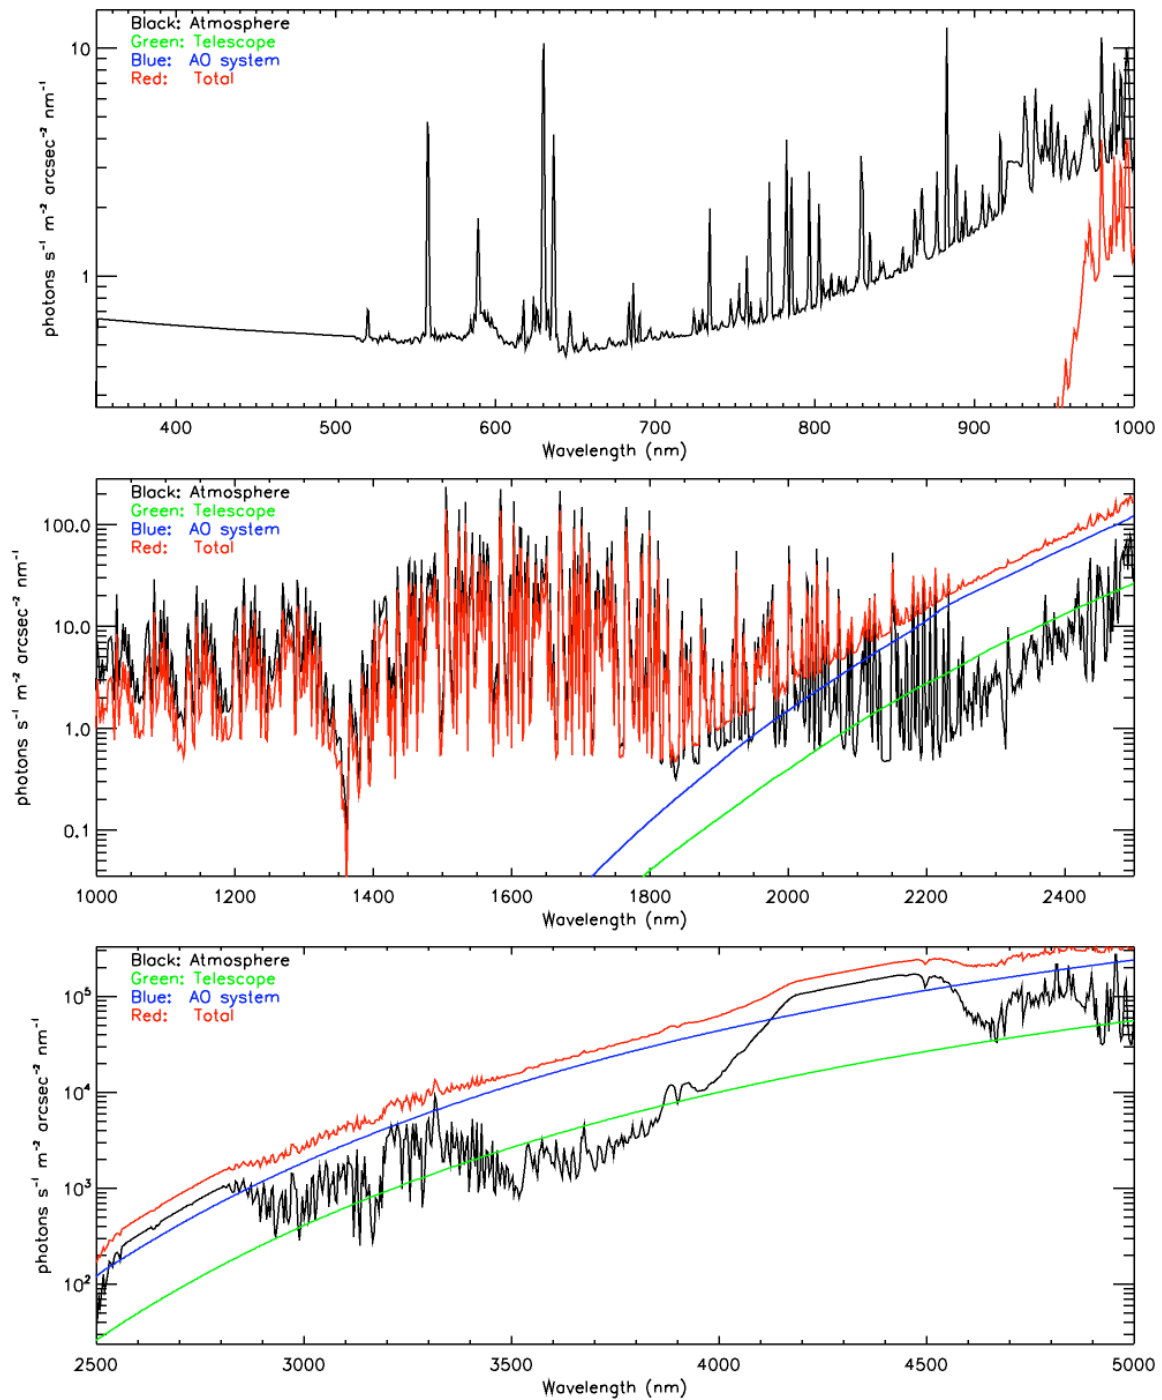 Black: Atmosphere
Green: Telescope
Blue: AO system
Red: Total
10
1
photons s⁻¹ m⁻² arcsec⁻² nm⁻¹
400 500 600 700 800 900 1000
Wavelength (nm)
Black: Atmosphere
Green: Telescope
Blue: AO system
Red: Total
100.0
10.0
1.0
0.1
photons s⁻¹ m⁻² arcsec⁻² nm⁻¹
1000 1200 1400 1600 1800 2000 2200 2400
Wavelength (nm)
Black: Atmosphere
Green: Telescope
Blue: AO system
Red: Total
10⁵
10⁴
10³
10²
photons s⁻¹ m⁻² arcsec⁻² nm⁻¹
2500 3000 3500 4000 4500 5000
Wavelength (nm)